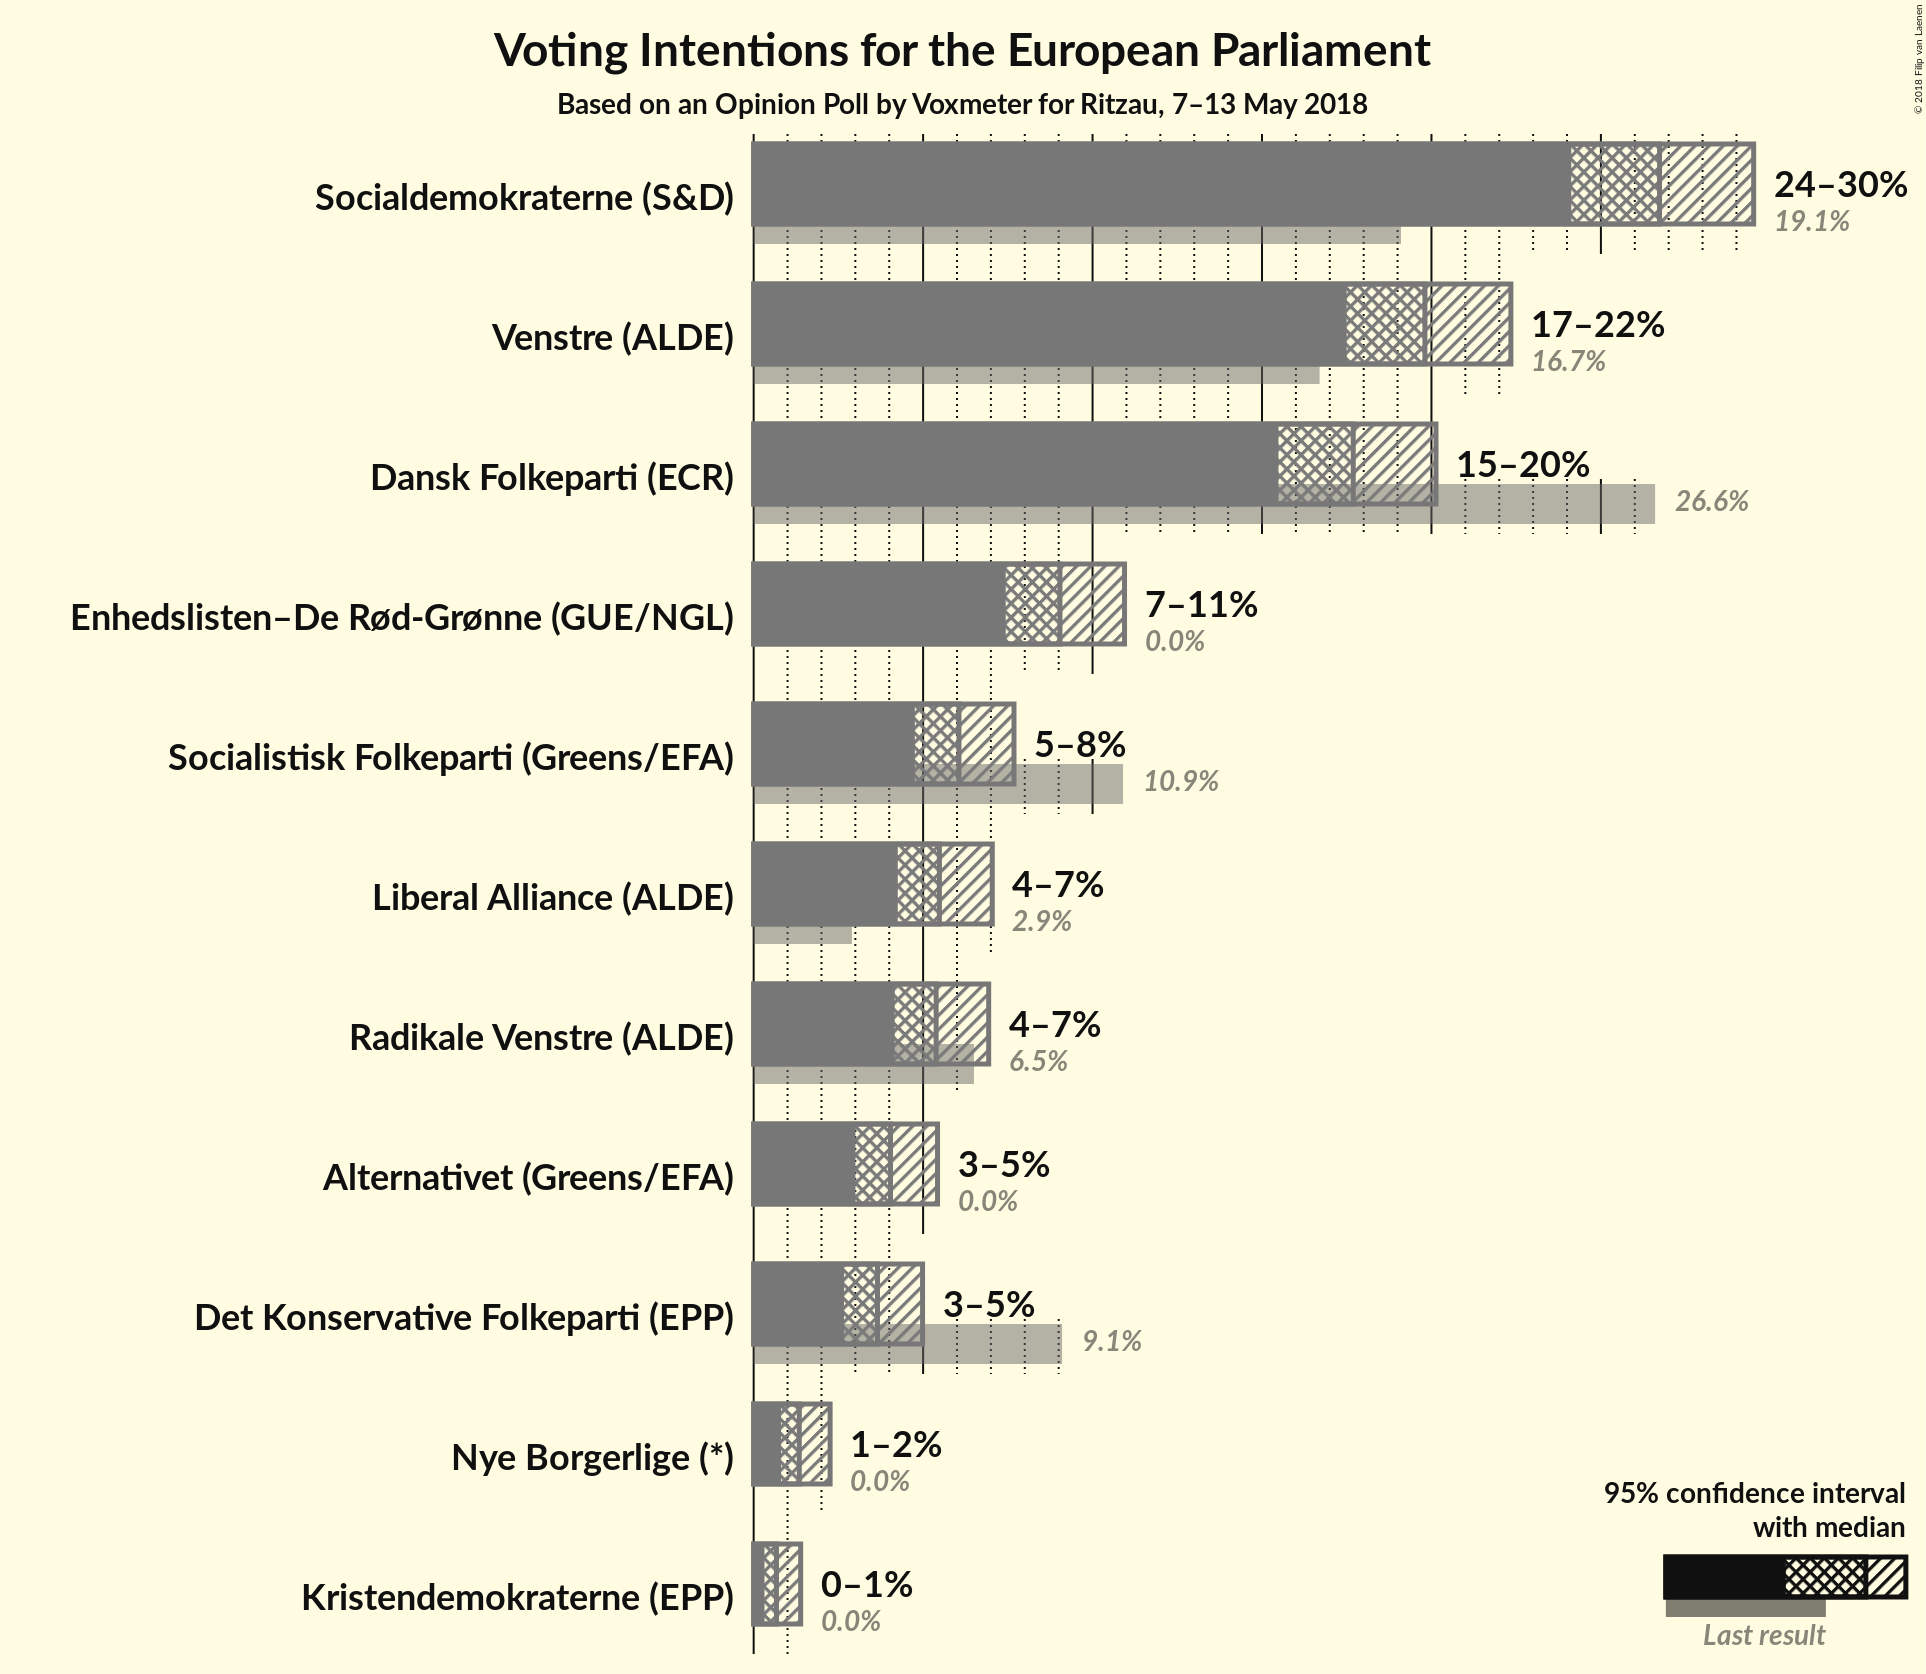 Voting Intentions for the European Parliament
Based on an Opinion Poll by Voxmeter for Ritzau, 7–13 May 2018
© 2018 Filip van Laenen
Socialdemokraterne (S&D)
24–30%
19.1%
Venstre (ALDE)
17–22%
16.7%
Dansk Folkeparti (ECR)
15–20%
26.6%
Enhedslisten–De Rød-Grønne (GUE/NGL)
7–11%
0.0%
Socialistisk Folkeparti (Greens/EFA)
5–8%
10.9%
Liberal Alliance (ALDE)
4–7%
2.9%
Radikale Venstre (ALDE)
4–7%
6.5%
Alternativet (Greens/EFA)
3–5%
0.0%
Det Konservative Folkeparti (EPP)
3–5%
9.1%
Nye Borgerlige (*)
1–2%
0.0%
Kristendemokraterne (EPP)
0–1%
0.0%
95% confidence interval
with median
Last result